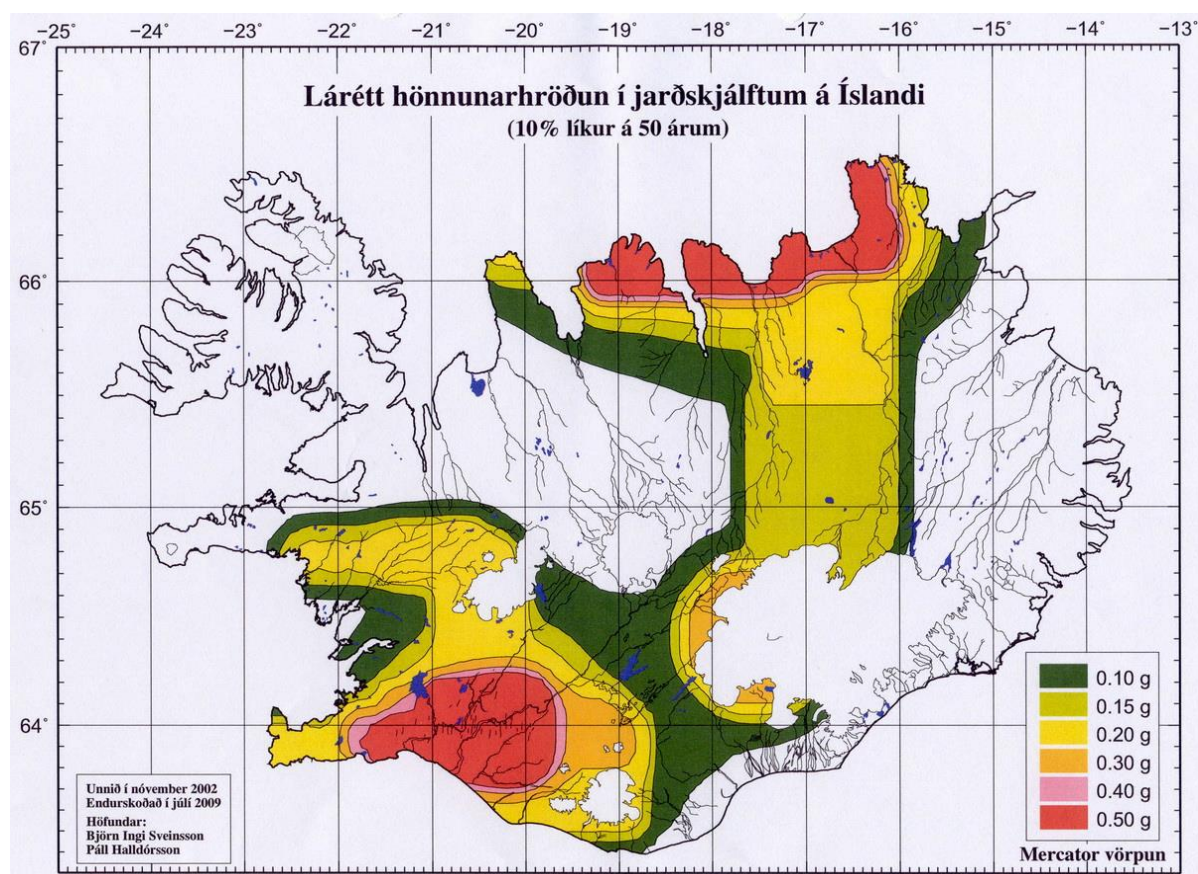 −25˚ −24˚ −23˚ −22˚ −21˚ −20˚ −19˚ −18˚ −17˚ −16˚ −15˚ −14˚ −13˚
67˚
Lárétt hönnunarhröðun í jarðskjálftum á Íslandi
(10% líkur á 50 árum)
66˚
65˚
64˚
0.10 g
0.15 g
0.20 g
0.30 g
0.40 g
0.50 g
Unnið í nóvember 2002
Endurskoðað í júlí 2009
Höfundar:
Björn Ingi Sveinsson
Páll Halldórsson
Mercator vörpun